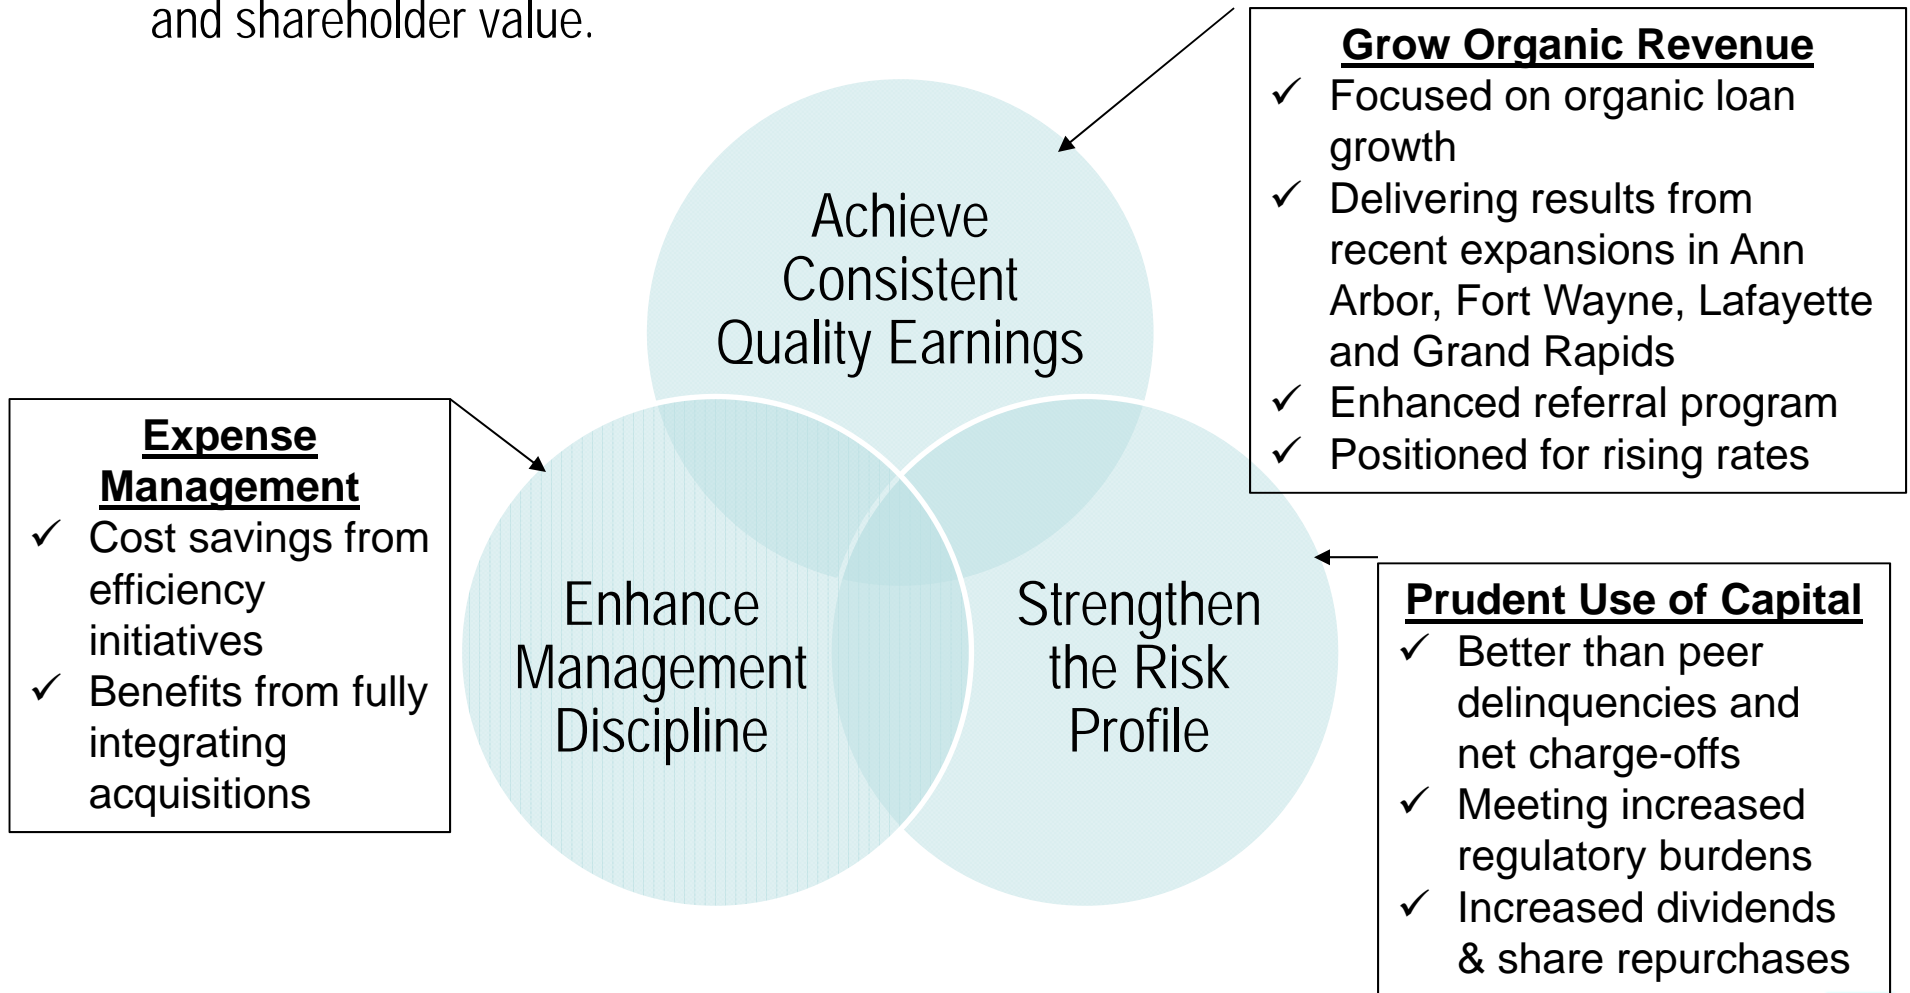 and shareholder value.
Grow Organic Revenue
✓ Focused on organic loan
growth
✓ Delivering results from
recent expansions in Ann
Arbor, Fort Wayne, Lafayette
and Grand Rapids
✓ Enhanced referral program
✓ Positioned for rising rates
Achieve
Consistent
Quality Earnings
Expense
Management
✓ Cost savings from
efficiency
initiatives
✓ Benefits from fully
integrating
acquisitions
Enhance
Management
Discipline
Strengthen
the Risk
Profile
Prudent Use of Capital
✓ Better than peer
delinquencies and
net charge-offs
✓ Meeting increased
regulatory burdens
✓ Increased dividends
& share repurchases